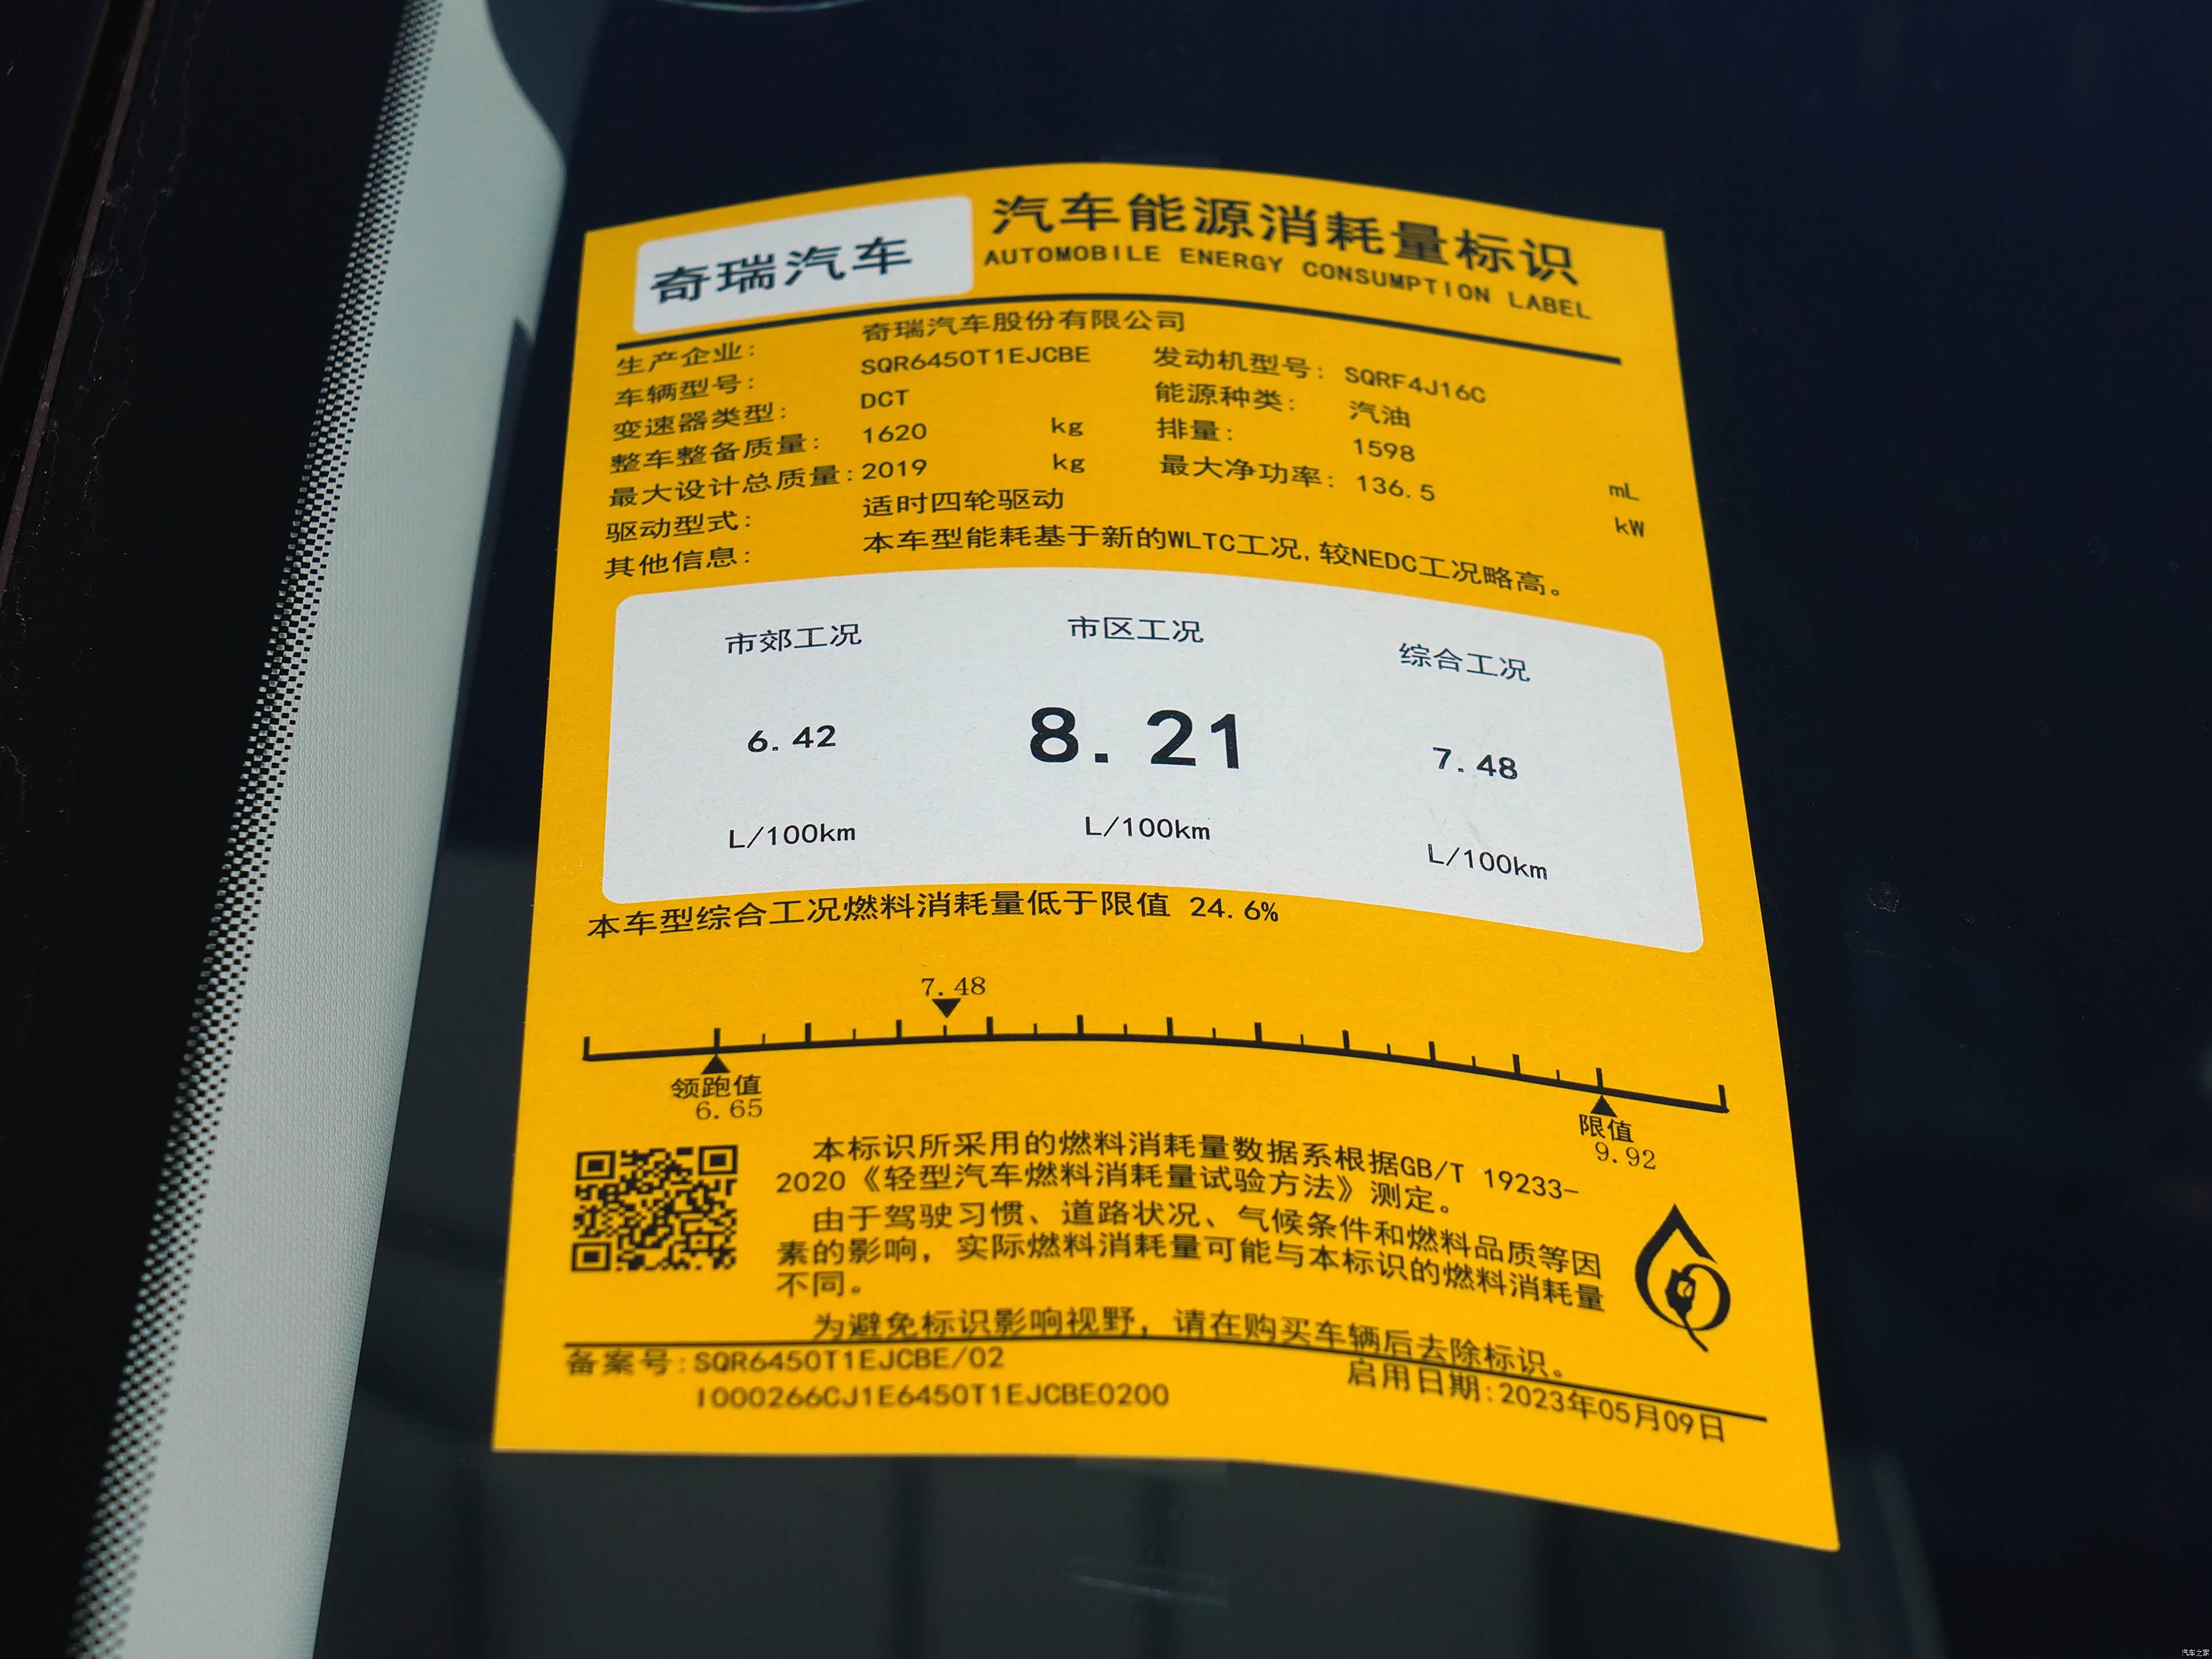 奇瑞汽车
汽车能源消耗量标识
AUTOMOBILE ENERGY CONSUMPTION LABEL
生产企业: 奇瑞汽车股份有限公司
车辆型号: SQR6450T1EJCBE 发动机型号: SQRF4J16C
变速器类型: DCT 能源种类: 汽油
整车整备质量: 1620 kg 排量: 1598 mL
最大设计总质量: 2019 kg 最大净功率: 136.5 kW
驱动型式: 适时四轮驱动
其他信息: 本车型能耗基于新的WLTC工况,较NEDC工况略高。
市郊工况 市区工况 综合工况
6.42 8.21 7.48
L/100km L/100km L/100km
本车型综合工况燃料消耗量低于限值 24.6%
7.48
领跑值 限值
6.65 9.92
本标识所采用的燃料消耗量数据系根据GB/T 19233-
2020《轻型汽车燃料消耗量试验方法》测定。
由于驾驶习惯、道路状况、气候条件和燃料品质等因
素的影响，实际燃料消耗量可能与本标识的燃料消耗量
不同。
为避免标识影响视野，请在购买车辆后去除标识。
备案号:SQR6450T1EJCBE/02 启用日期:2023年05月09日
I000266CJ1E6450T1EJCBE0200
汽车之家